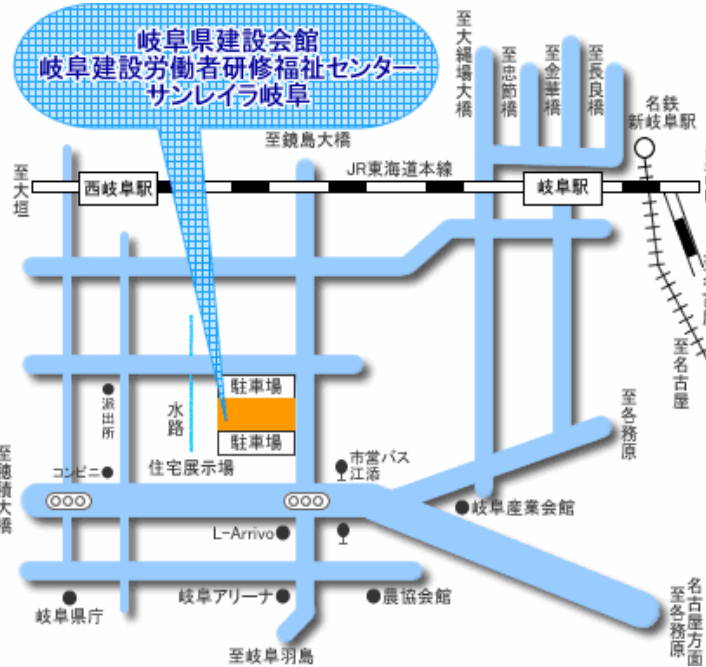 岐阜県建設会館
岐阜建設労働者研修福祉センター
サンレイラ岐阜
至大縄場大橋
至忠節橋
至金華橋
至長良橋
名鉄
新岐阜駅
至鏡島大橋
JR東海道本線
至大垣
西岐阜駅
岐阜駅
至名古屋
駐車場
水路
派出所
駐車場
至各務原
住宅展示場
市営バス
江添
コンビニ
至穂積大橋
岐阜産業会館
L-Arrivo
岐阜県庁
岐阜アリーナ
農協会館
名古屋方面
至各務原
至岐阜羽島